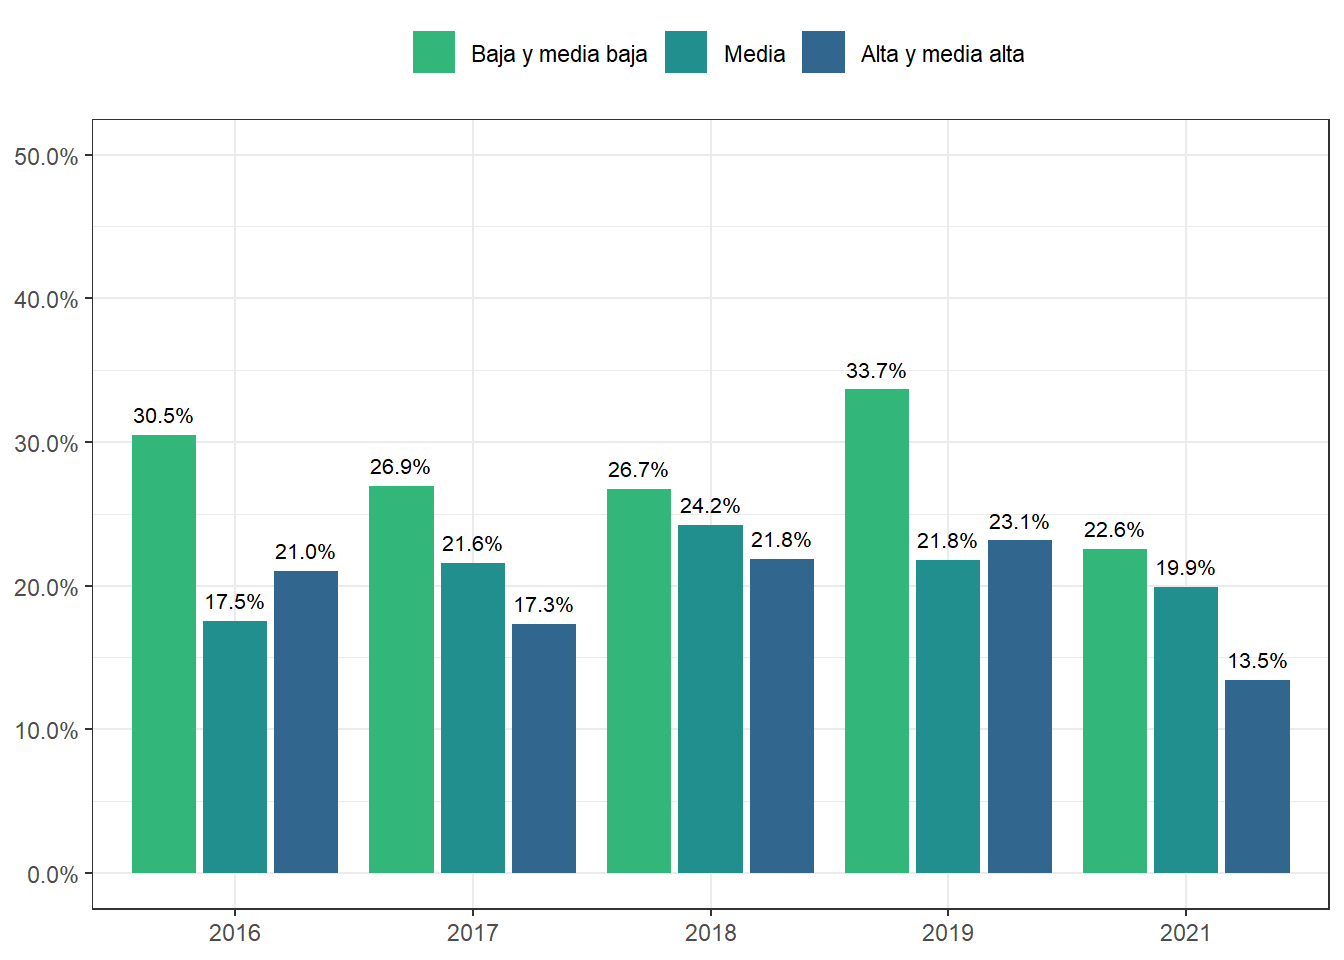 Baja y media baja Media Alta y media alta
50.0%
40.0%
30.0%
20.0%
10.0%
0.0%
30.5% 17.5% 21.0%
26.9% 21.6% 17.3%
26.7% 24.2% 21.8%
33.7% 21.8% 23.1%
22.6% 19.9% 13.5%
2016 2017 2018 2019 2021